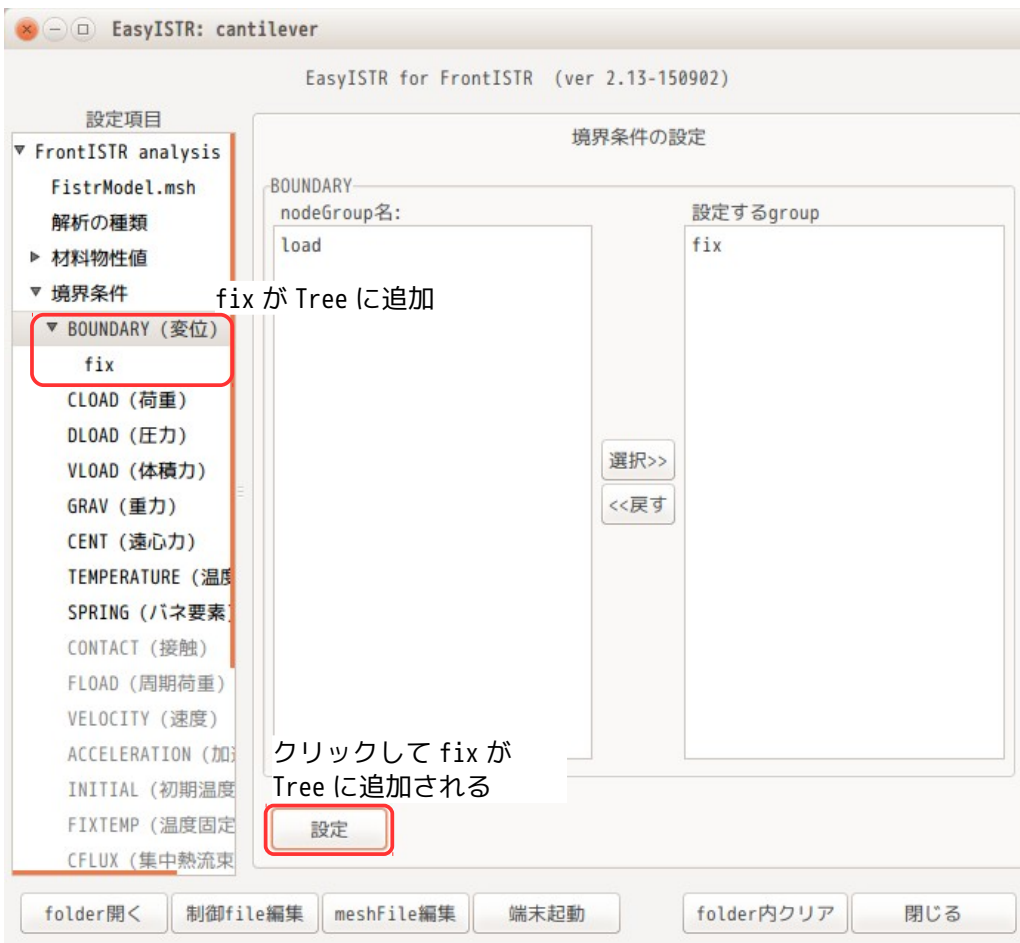 EasyISTR: cantilever
EasyISTR for FrontISTR (ver 2.13-150902)
設定項目
▼ FrontISTR analysis
FistrModel.msh
解析の種類
▶ 材料物性値
▼ 境界条件
▼ BOUNDARY (変位)
fix
CLOAD (荷重)
DLOAD (圧力)
VLOAD (体積力)
GRAV (重力)
CENT (遠心力)
TEMPERATURE (温度
SPRING (バネ要素)
CONTACT (接触)
FLOAD (周期荷重)
VELOCITY (速度)
ACCELERATION (加
INITIAL (初期温度
FIXTEMP (温度固定
CFLUX (集中熱流束
fix が Tree に追加
境界条件の設定
BOUNDARY
nodeGroup名:
load
選択>>
<<戻す
設定するgroup
fix
クリックして fix が
Tree に追加される
設定
folder開く 制御file編集 meshFile編集 端末起動 folder内クリア 閉じる